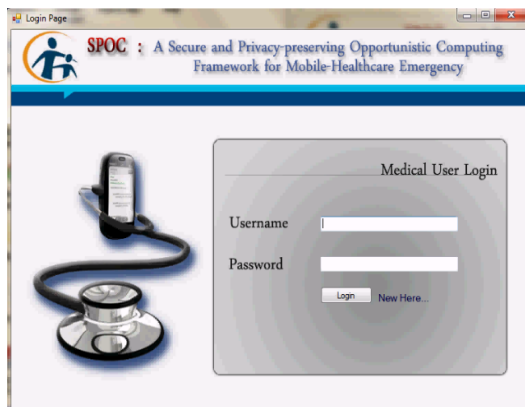 Login Page
SPOC : A Secure and Privacy-preserving Opportunistic Computing
Framework for Mobile-Healthcare Emergency
Medical User Login
Username
Password
Login New Here...